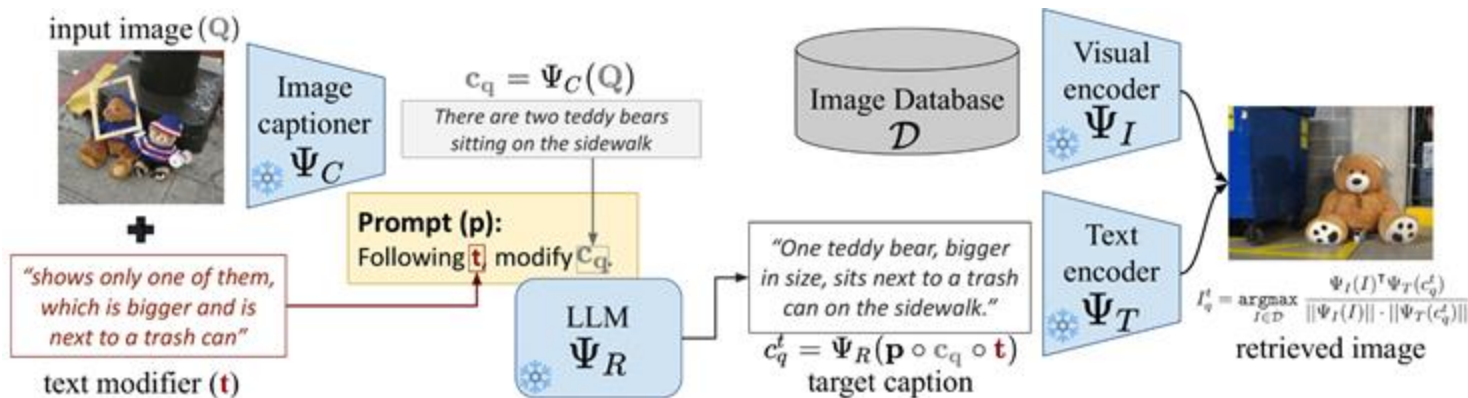 input image (Q)
Image
captioner
Ψ_C
c_q = Ψ_C(Q)
There are two teddy bears
sitting on the sidewalk
Prompt (p):
Following t, modify c_q.
“shows only one of them,
which is bigger and is
next to a trash can”
text modifier (t)
LLM
Ψ_R
“One teddy bear, bigger
in size, sits next to a trash
can on the sidewalk.”
c_q^t = Ψ_R(p ∘ c_q ∘ t)
target caption
Image Database
D
Visual
encoder
Ψ_I
Text
encoder
Ψ_T
I_q^t = argmax_{I∈D} Ψ_I(I)^⊤ Ψ_T(c_q^t) / ||Ψ_I(I)|| · ||Ψ_T(c_q^t)||
retrieved image